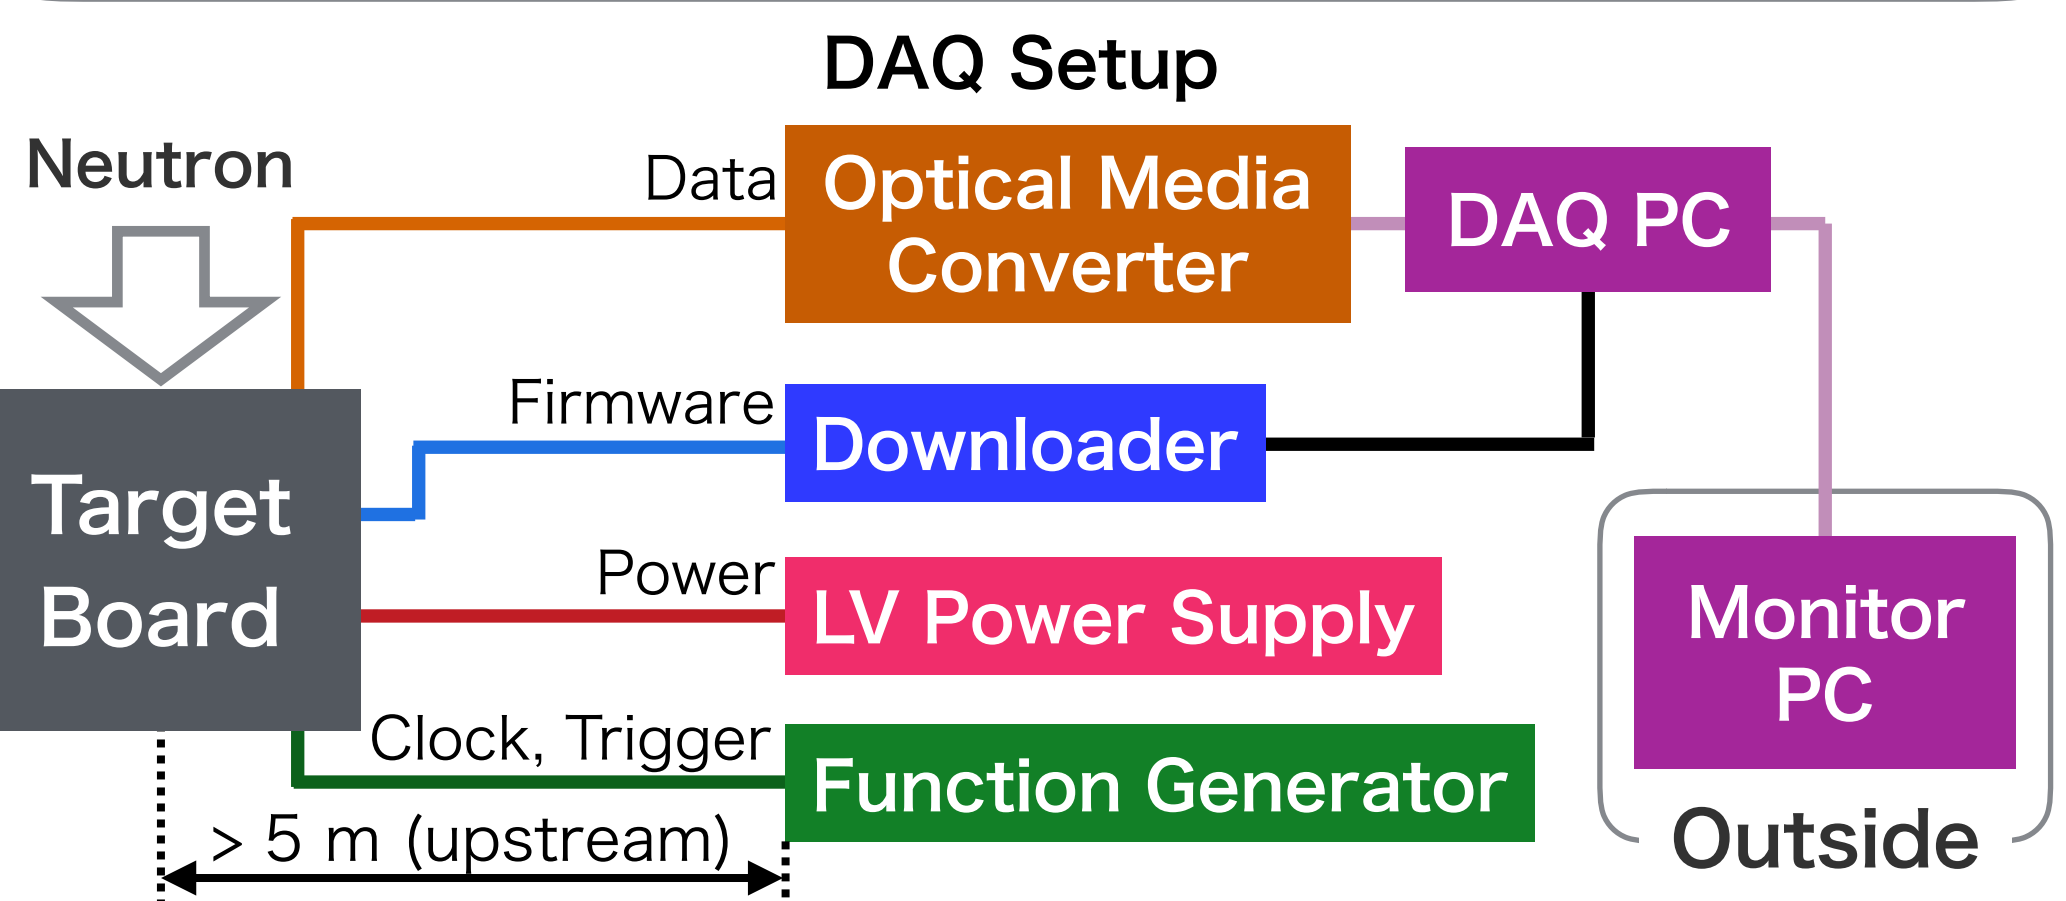 DAQ Setup
Neutron
Data
Optical Media
Converter
DAQ PC
Firmware
Downloader
Target
Board
Power
LV Power Supply
Monitor
PC
Clock, Trigger
Function Generator
> 5 m (upstream)
Outside